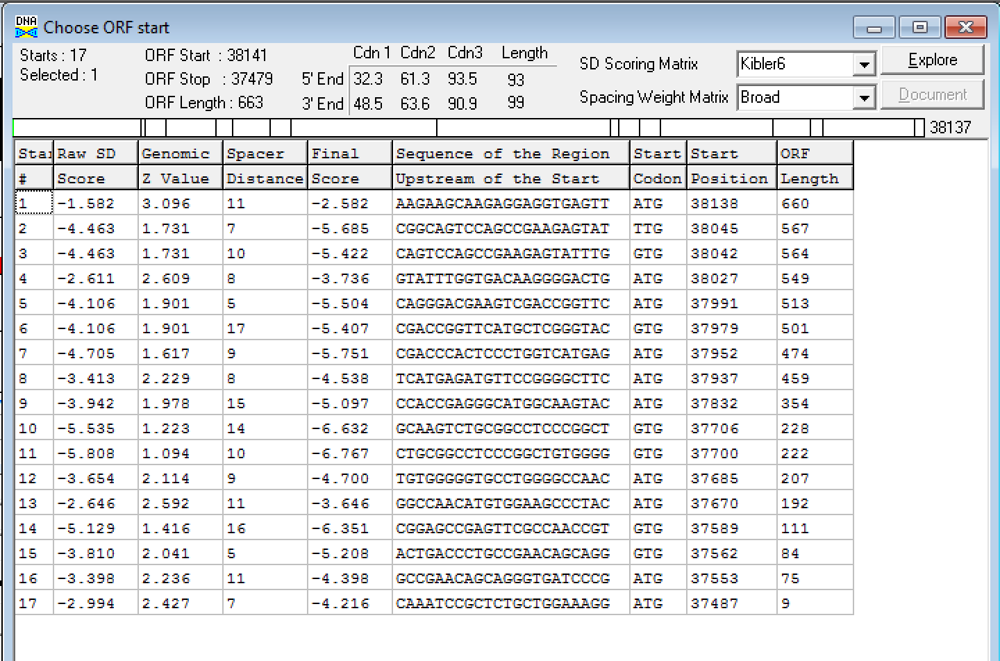 DNA Choose ORF start
Starts : 17 ORF Start : 38141 Cdn 1 Cdn2 Cdn3 Length SD Scoring Matrix Kibler6 Explore
Selected : 1 ORF Stop : 37479 5' End 32.3 61.3 93.5 93
ORF Length : 663 3' End 48.5 63.6 90.9 99 Spacing Weight Matrix Broad Document
38137
Star Raw SD Genomic Spacer Final Sequence of the Region Start Start ORF
# Score Z Value Distance Score Upstream of the Start Codon Position Length
1 -1.582 3.096 11 -2.582 AAGAAGCAAGAGGAGGTGAGTT ATG 38138 660
2 -4.463 1.731 7 -5.685 CGGCAGTCCAGCCGAAGAGTAT TTG 38045 567
3 -4.463 1.731 10 -5.422 CAGTCCAGCCGAAGAGTATTTG GTG 38042 564
4 -2.611 2.609 8 -3.736 GTATTTGGTGACAAGGGGACTG ATG 38027 549
5 -4.106 1.901 5 -5.504 CAGGGACGAAGTCGACCGGTTC ATG 37991 513
6 -4.106 1.901 17 -5.407 CGACCGGTTCATGCTCGGGTAC GTG 37979 501
7 -4.705 1.617 9 -5.751 CGACCCACTCCCTGGTCATGAG ATG 37952 474
8 -3.413 2.229 8 -4.538 TCATGAGATGTTCCGGGGCTTC ATG 37937 459
9 -3.942 1.978 15 -5.097 CCACCGAGGGCATGGCAAGTAC ATG 37832 354
10 -5.535 1.223 14 -6.632 GCAAGTCTGCGGCCTCCCGGCT GTG 37706 228
11 -5.808 1.094 10 -6.767 CTGCGGCCTCCCGGCTGTGGGG GTG 37700 222
12 -3.654 2.114 9 -4.700 TGTGGGGGTGCCTGGGGCCAAC ATG 37685 207
13 -2.646 2.592 11 -3.646 GGCCAACATGTGGAAGCCCTAC ATG 37670 192
14 -5.129 1.416 16 -6.351 CGGAGCCGAGTTCGCCAACCGT GTG 37589 111
15 -3.810 2.041 5 -5.208 ACTGACCCTGCCGAACAGCAGG GTG 37562 84
16 -3.398 2.236 11 -4.398 GCCGAACAGCAGGGTGATCCCG ATG 37553 75
17 -2.994 2.427 7 -4.216 CAAATCCGCTCTGCTGGAAAGG ATG 37487 9